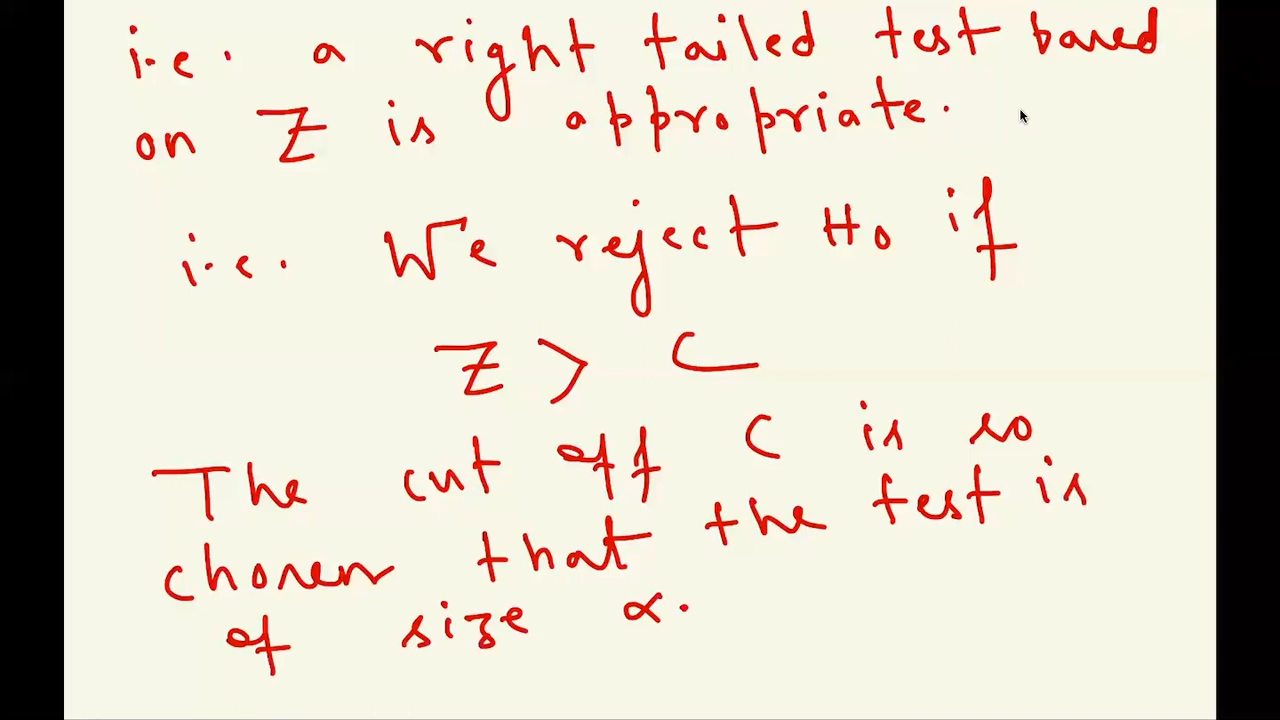 i.e. a right tailed test based
on Z is appropriate.
i.e. We reject H0 if
Z > C
The cut off C is so
chosen that the test is
of size α.